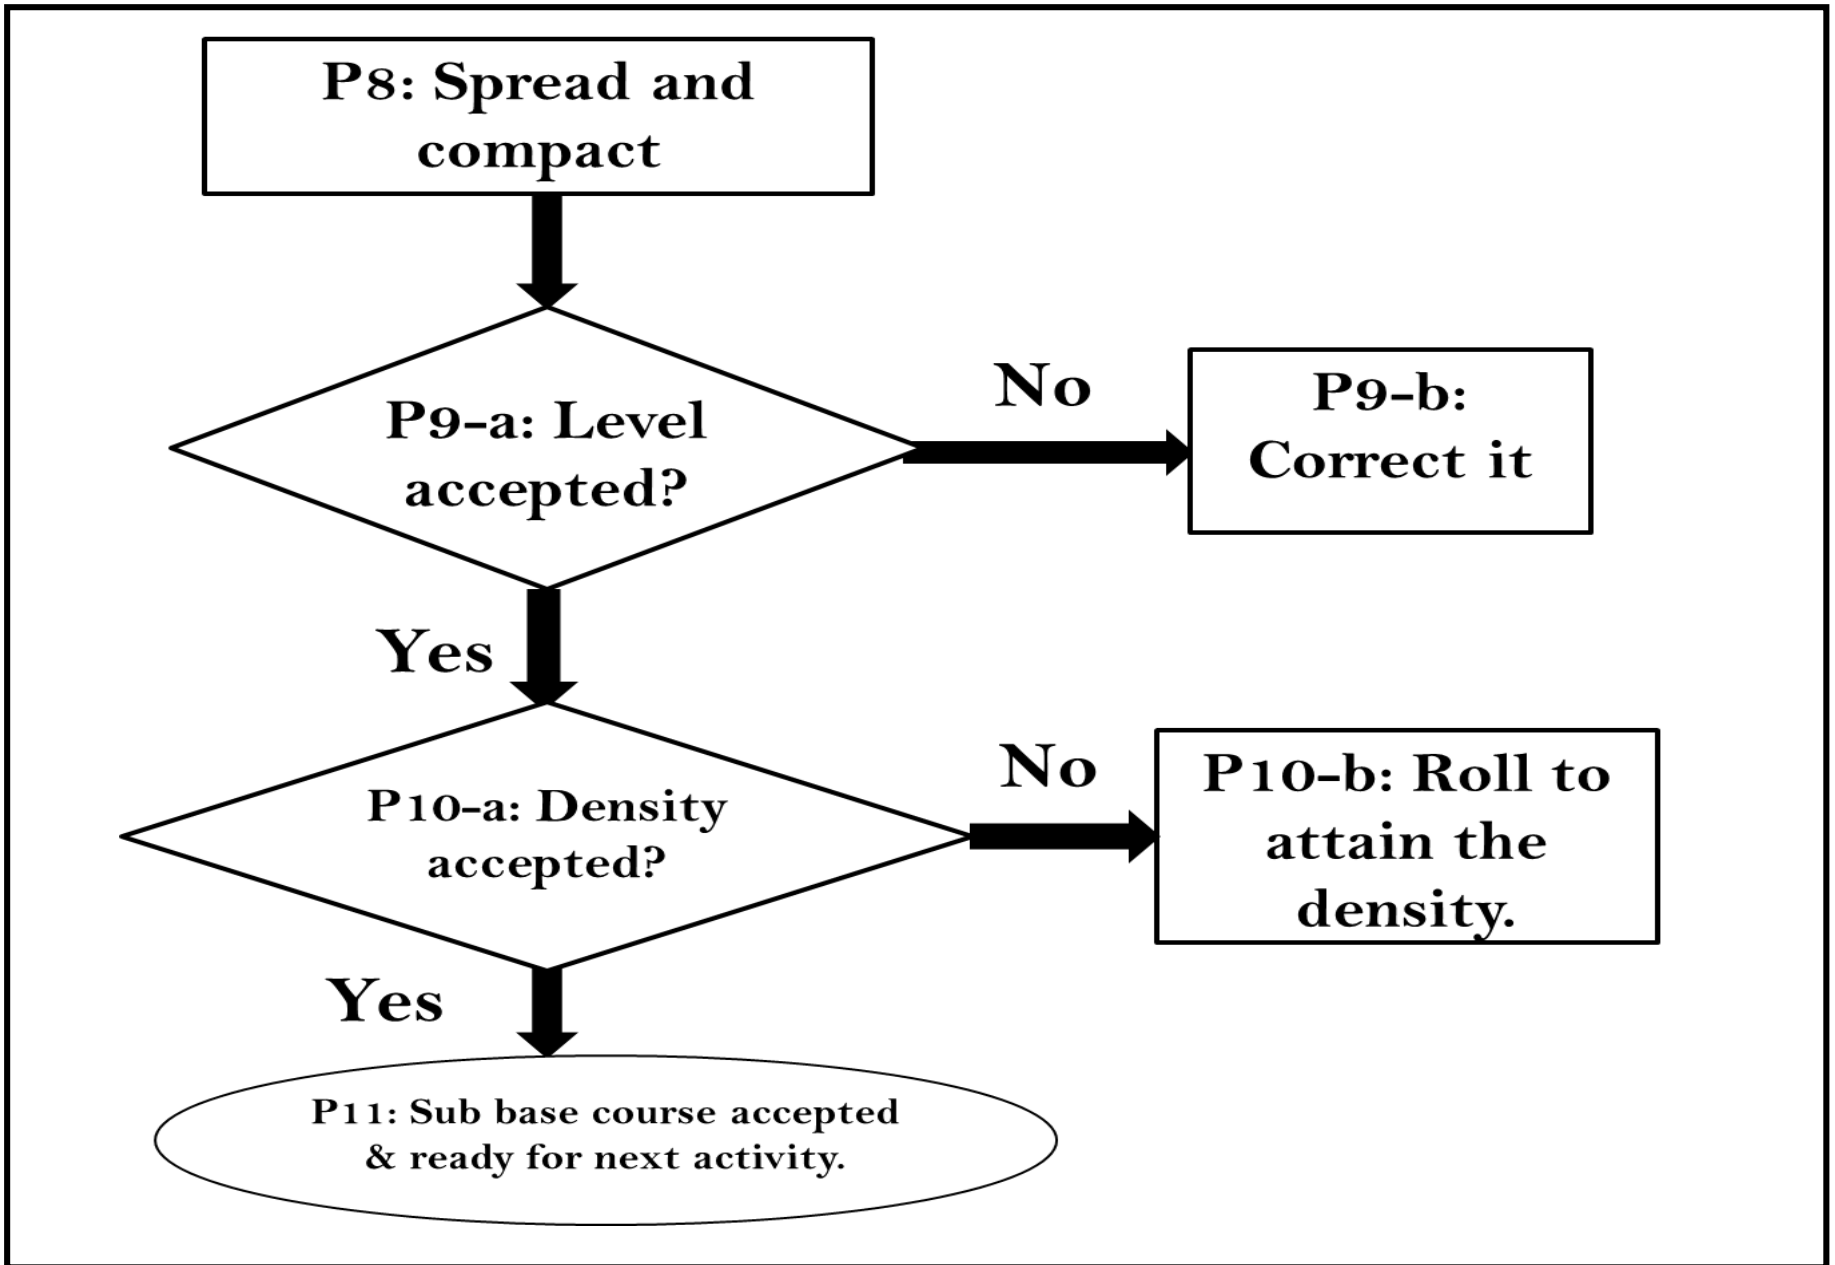 P8: Spread and
compact
P9-a: Level
accepted?
No
P9-b:
Correct it
Yes
P10-a: Density
accepted?
No
P10-b: Roll to
attain the
density.
Yes
P11: Sub base course accepted
& ready for next activity.